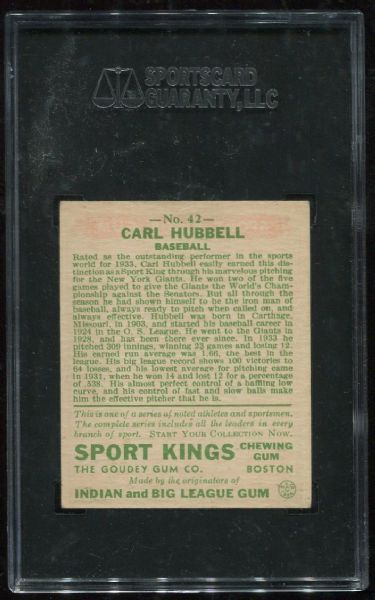 SPORTSCARD
GUARANTY, LLC
—No. 42—
CARL HUBBELL
BASEBALL
Rated as the outstanding performer in the sports
world for 1933, Carl Hubbell easily earned this dis-
tinction as a Sport King through his marvelous pitching
for the New York Giants. He won two of the five
games played to give the Giants the World's Cham-
pionship against the Senators. But all through the
season he had shown himself to be the iron man of
baseball, always ready to pitch when called on, and
always effective. Hubbell was born in Carthage,
Missouri, in 1903, and started his baseball career in
1924 in the O. S. League. He went to the Giants in
1928, and has been there ever since. In 1933 he
pitched 309 innings, winning 23 games and losing 12.
His earned run average was 1.66, the best in the
league. His big league record shows 100 victories to
64 losses, and his lowest average for pitching came
in 1931, when he won 14 and lost 12 for a percentage
of .538. His almost perfect control of a baffling low
curve, and his control of fast and slow balls make
him the effective pitcher that he is.
This is one of a series of noted athletes and sportsmen.
The complete series includes all the leaders in every
branch of sport. START YOUR COLLECTION NOW.
SPORT KINGS CHEWING GUM
THE GOUDEY GUM CO. BOSTON
Made by the originators of
INDIAN and BIG LEAGUE GUM